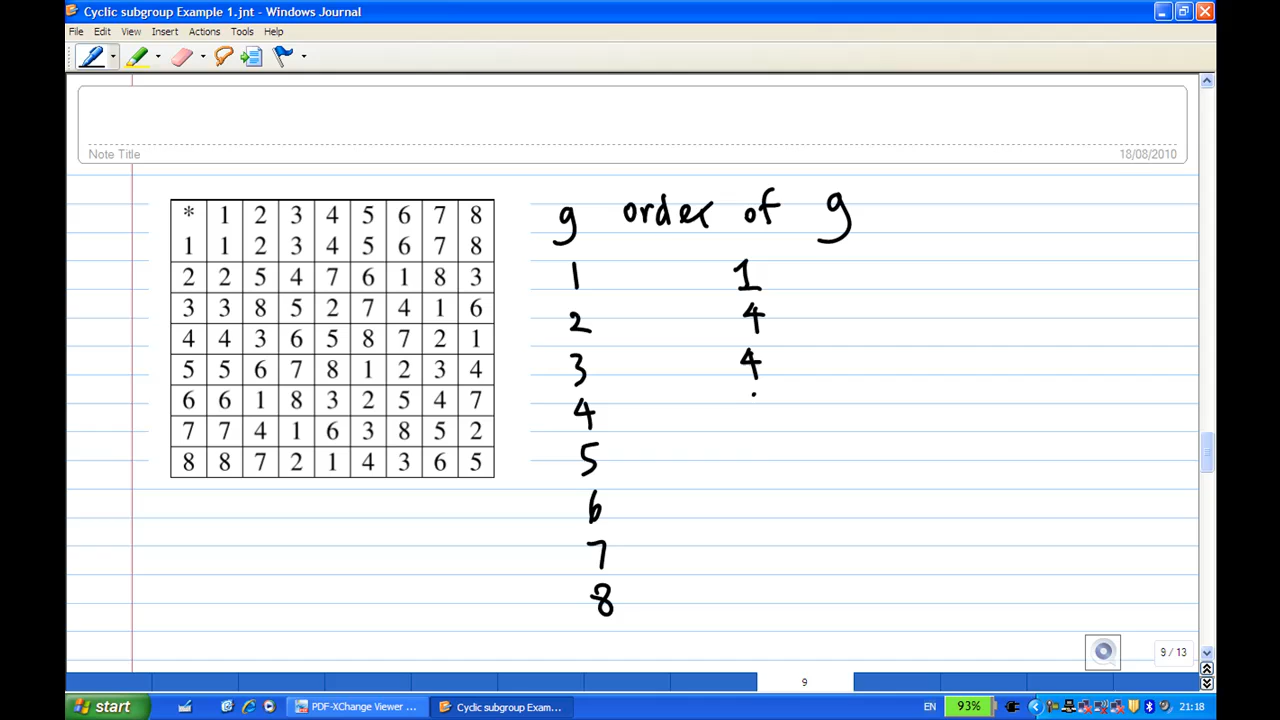 Cyclic subgroup Example 1.jnt - Windows Journal
File Edit View Insert Actions Tools Help
Note Title
18/08/2010
* 1 2 3 4 5 6 7 8
1 1 2 3 4 5 6 7 8
2 2 5 4 7 6 1 8 3
3 3 8 5 2 7 4 1 6
4 4 3 6 5 8 7 2 1
5 5 6 7 8 1 2 3 4
6 6 1 8 3 2 5 4 7
7 7 4 1 6 3 8 5 2
8 8 7 2 1 4 3 6 5
g order of g
1 1
2 4
3 4
4
5
6
7
8
9 / 13
9
start
PDF-XChange Viewer ...
Cyclic subgroup Exam...
EN
93%
21:18